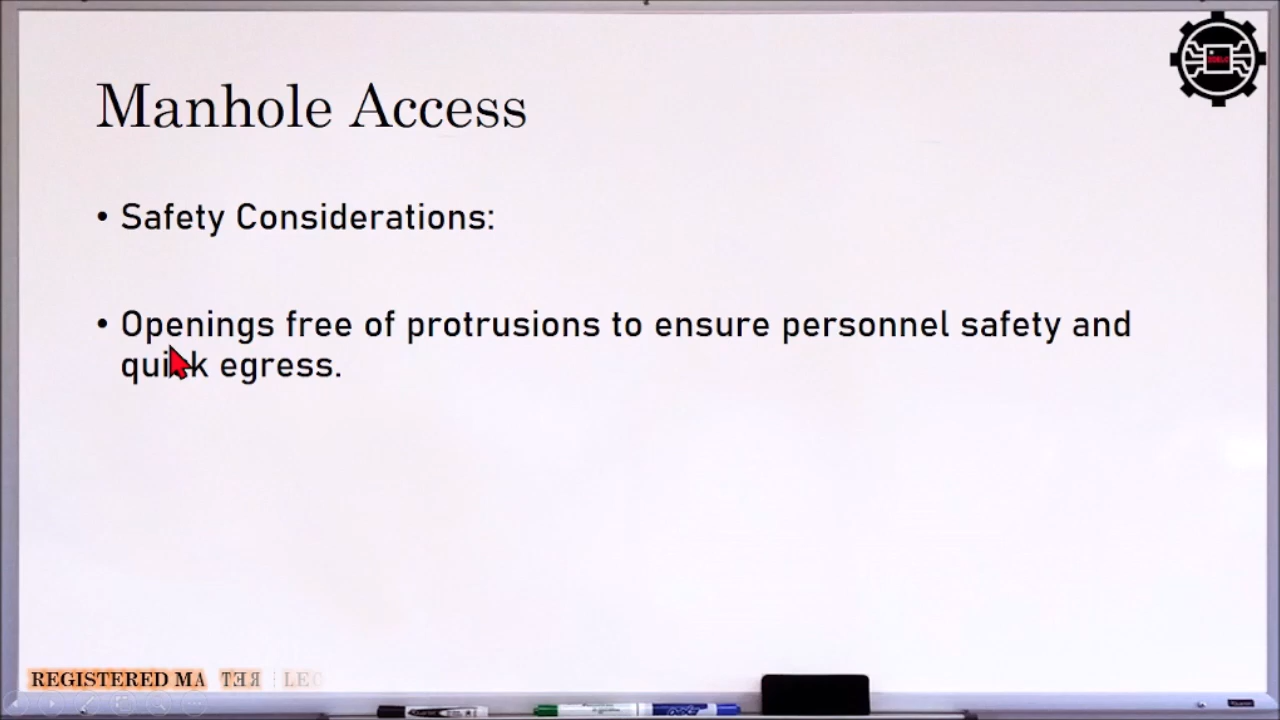 Manhole Access
• Safety Considerations:
• Openings free of protrusions to ensure personnel safety and
quick egress.
REGISTERED MA